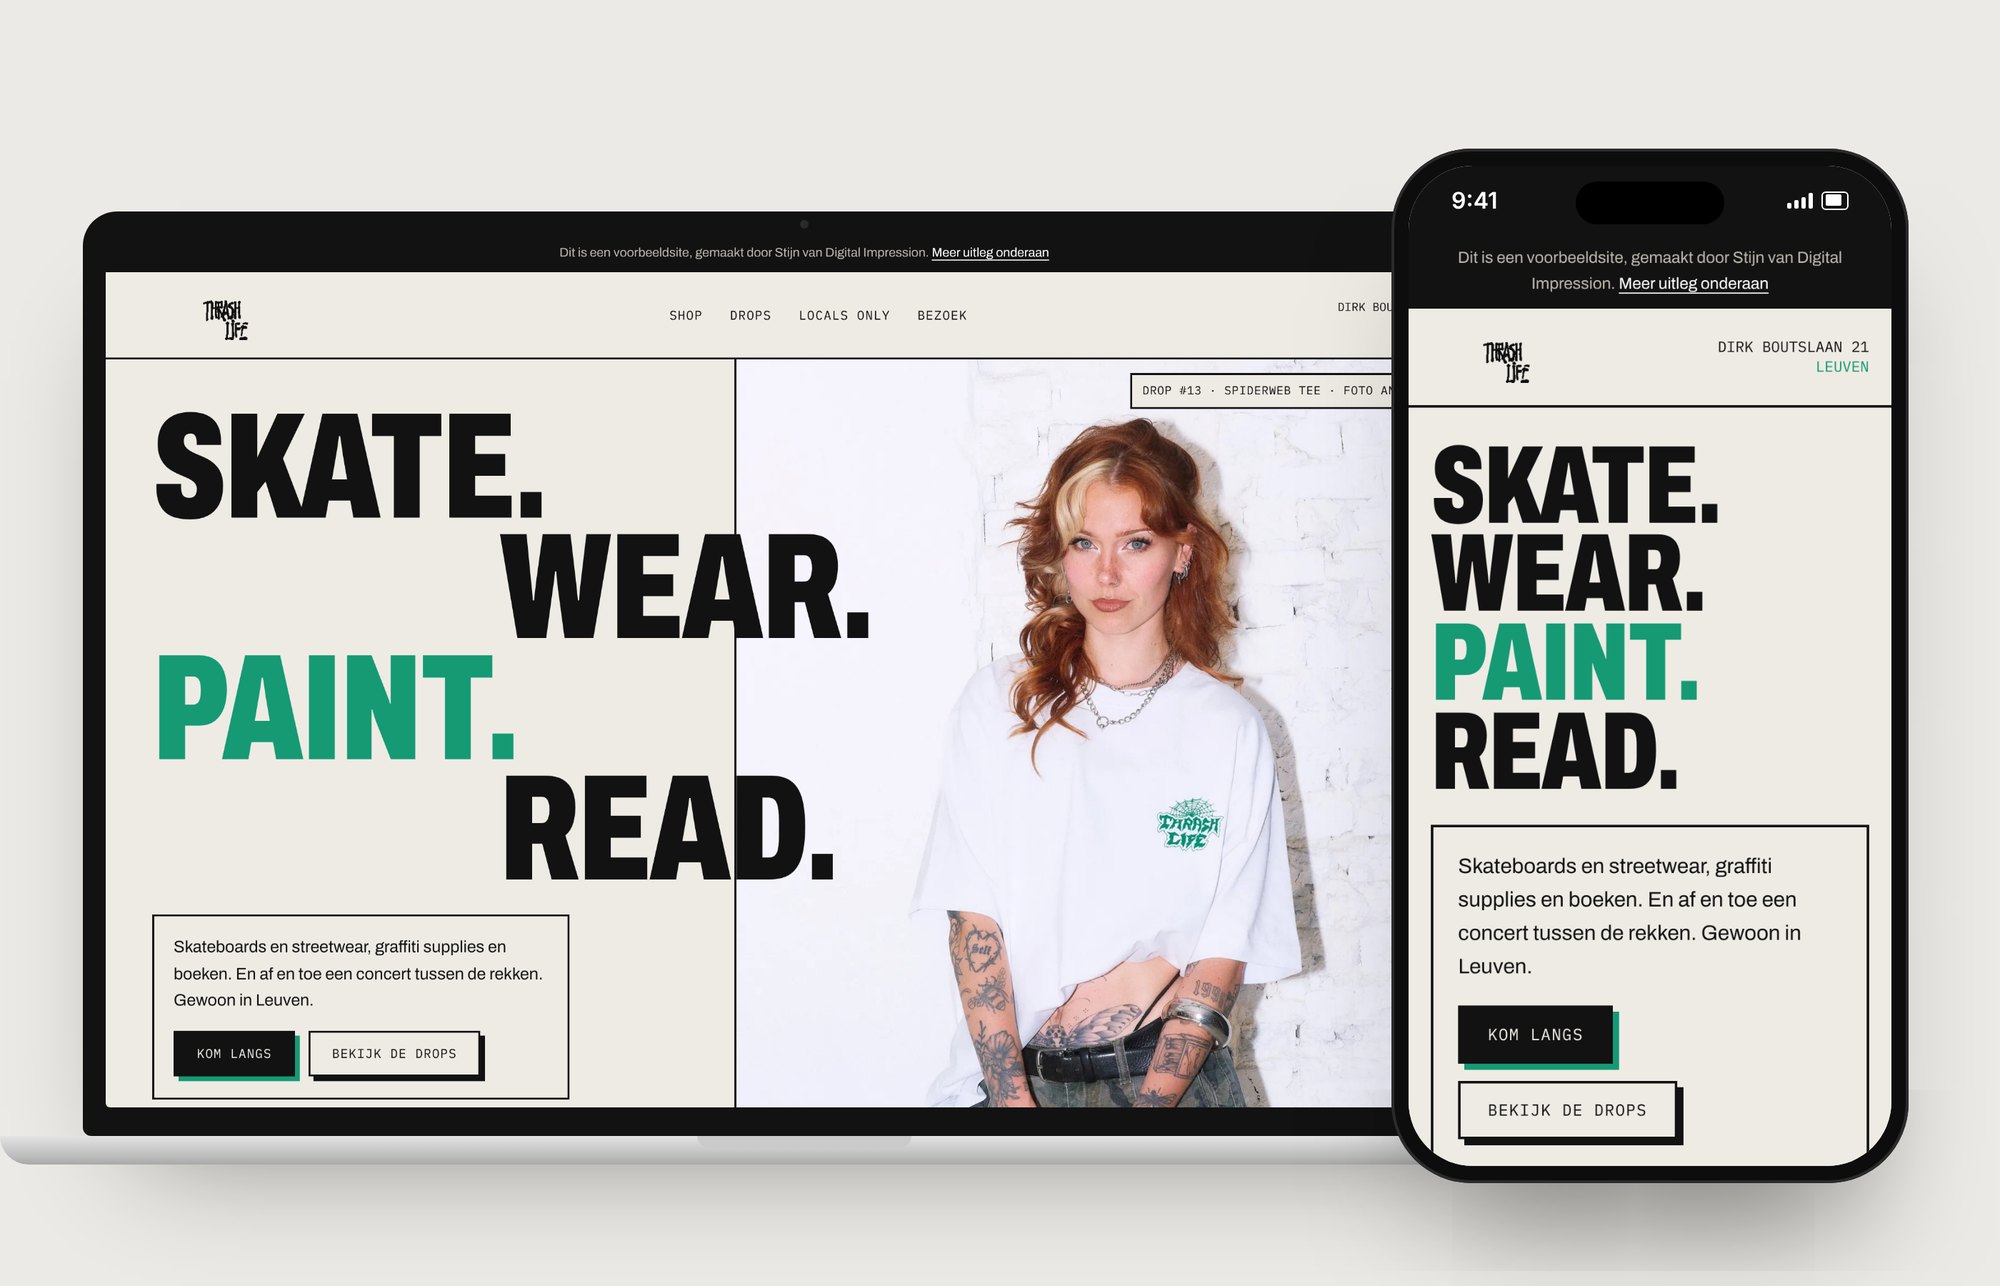 Dit is een voorbeeldsite, gemaakt door Stijn van Digital Impression. Meer uitleg onderaan
THRASH
LIFE
SHOP DROPS LOCALS ONLY BEZOEK
DIRK
DROP #13 · SPIDERWEB TEE · FOTO
SKATE.
WEAR.
PAINT.
READ.
THRASH
LIFE
Self
199
Skateboards en streetwear, graffiti supplies en
boeken. En af en toe een concert tussen de rekken.
Gewoon in Leuven.
KOM LANGS BEKIJK DE DROPS
9:41
Dit is een voorbeeldsite, gemaakt door Stijn van Digital
Impression. Meer uitleg onderaan
THRASH
LIFE
DIRK BOUTSLAAN 21
LEUVEN
SKATE.
WEAR.
PAINT.
READ.
Skateboards en streetwear, graffiti
supplies en boeken. En af en toe een
concert tussen de rekken. Gewoon in
Leuven.
KOM LANGS
BEKIJK DE DROPS